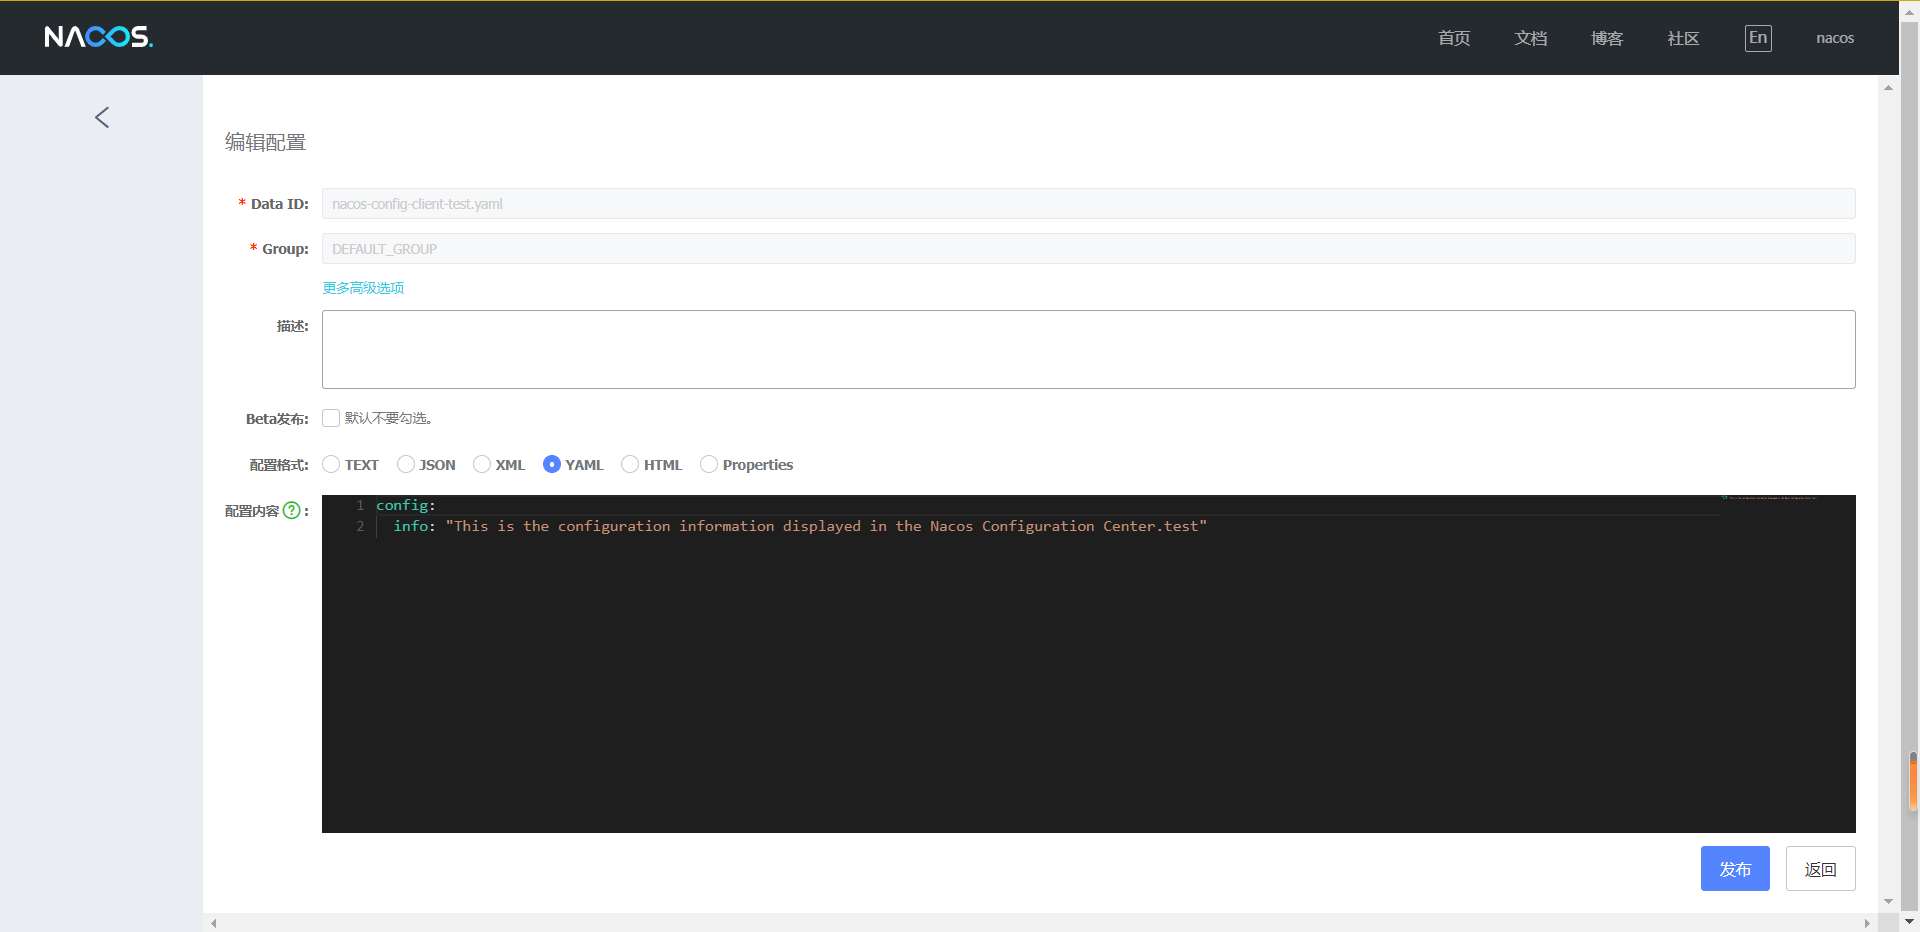 NACOS.
首页 文档 博客 社区 En nacos
编辑配置
* Data ID: nacos-config-client-test.yaml
* Group: DEFAULT_GROUP
更多高级选项
描述:
Beta发布: 默认不要勾选。
配置格式: TEXT JSON XML YAML HTML Properties
配置内容 ? :
1 config:
2 info: "This is the configuration information displayed in the Nacos Configuration Center.test"
发布 返回